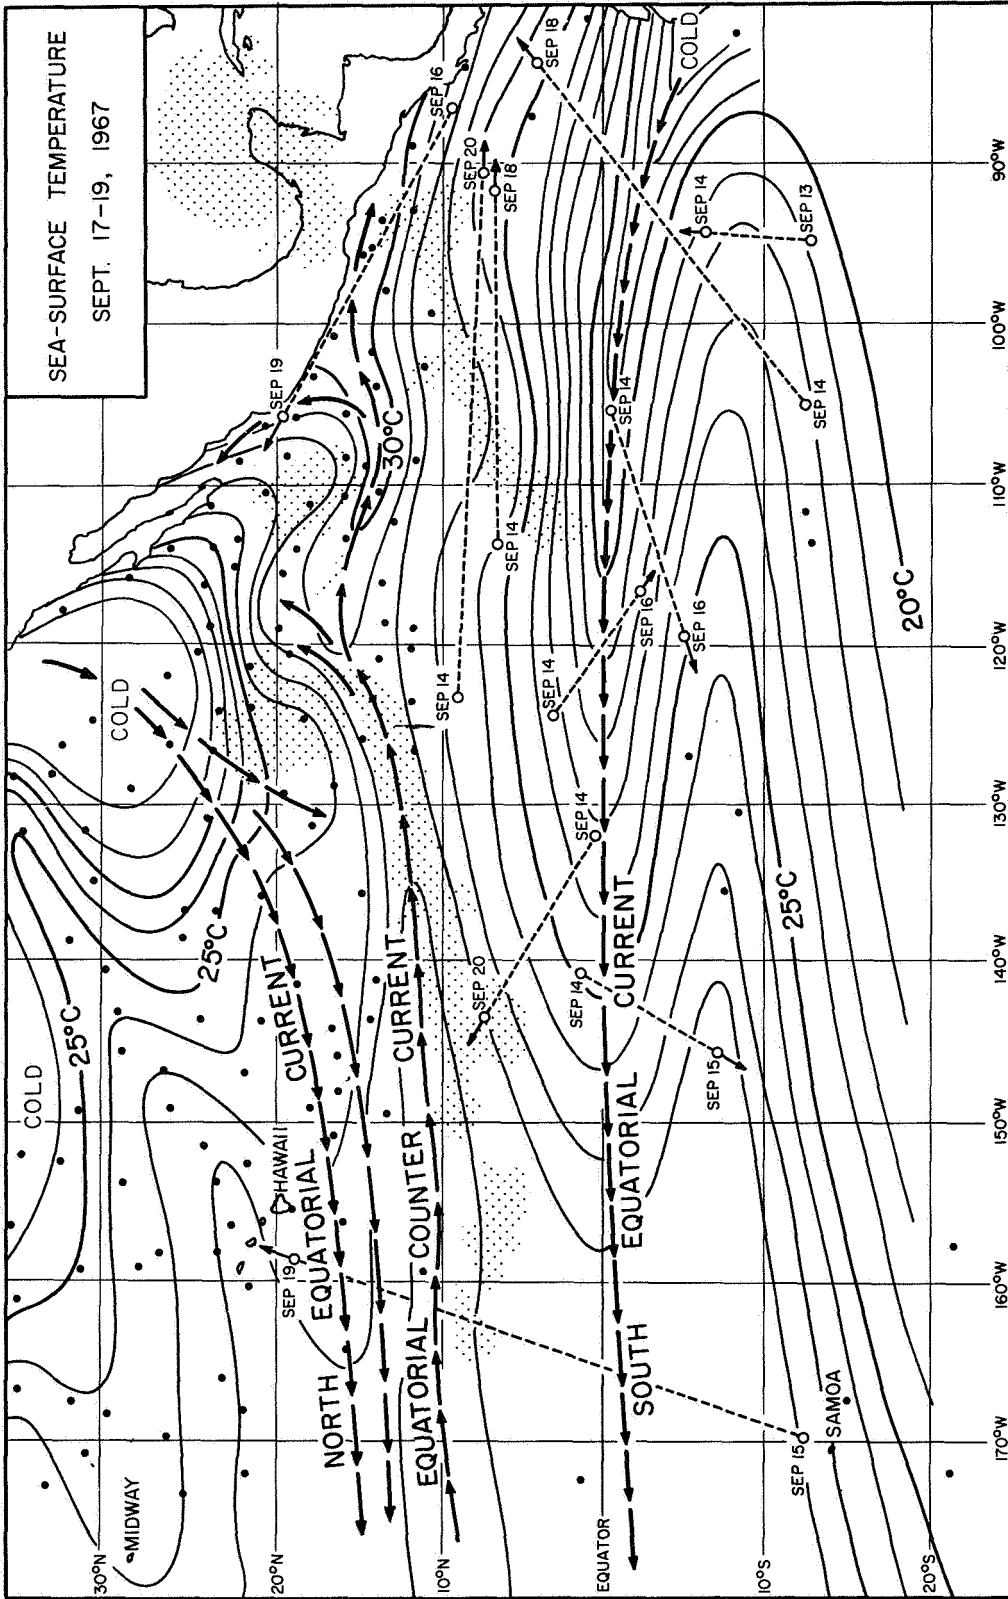 SEA-SURFACE TEMPERATURE
SEPT. 17-19, 1967
COLD
COLD
25°C
25°C
MIDWAY
HAWAII
SEP 19
SEP 19
SEP 16
30°C
NORTH EQUATORIAL CURRENT
EQUATORIAL COUNTER CURRENT
SEP 20
SEP 14
SEP 14
SEP 20
SEP 18
SEP 18
SEP 14
SEP 16
SEP 14
SEP 14
SEP 14
SEP 16
SEP 15
SOUTH EQUATORIAL CURRENT
COLD
SEP 14
SEP 13
SEP 14
SEP 15
SAMOA
25°C
20°C
30°N
20°N
10°N
EQUATOR
10°S
20°S
170°W
160°W
150°W
140°W
130°W
120°W
110°W
100°W
90°W